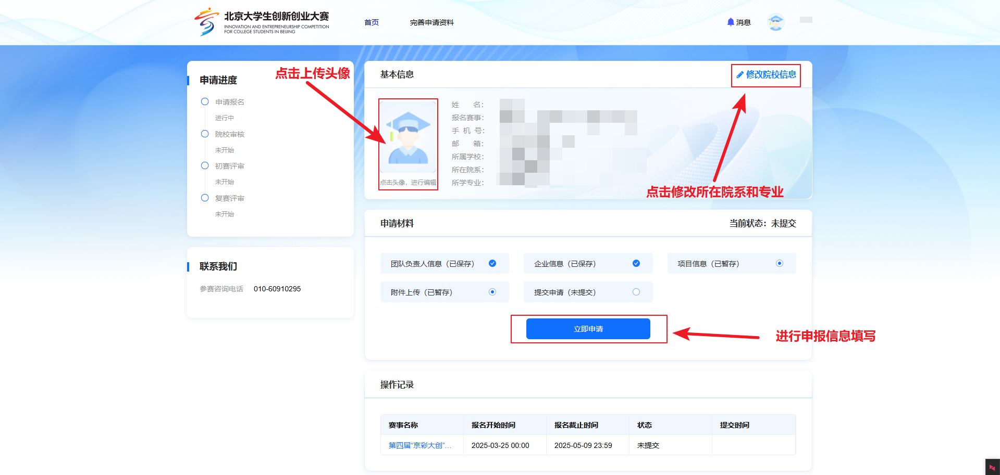 北京大学生创新创业大赛
INNOVATION AND ENTREPRENEURSHIP COMPETITION
FOR COLLEGE STUDENTS IN BEIJING
首页
完善申请资料
消息
申请进度
申请报名
进行中
院校审核
未开始
初赛评审
未开始
复赛评审
未开始
联系我们
参赛咨询电话 010-60910295
点击上传头像
基本信息
修改院校信息
点击头像，进行编辑
姓 名：
报名赛事：
手 机 号：
邮 箱：
所属学校：
所在院系：
所学专业：
点击修改所在院系和专业
申请材料
当前状态：未提交
团队负责人信息（已保存）
企业信息（已保存）
项目信息（已暂存）
附件上传（已暂存）
提交申请（未提交）
立即申请
进行申报信息填写
操作记录
赛事名称 报名开始时间 报名截止时间 状态 提交时间
第四届“京彩大创”... 2025-03-25 00:00 2025-05-09 23:59 未提交